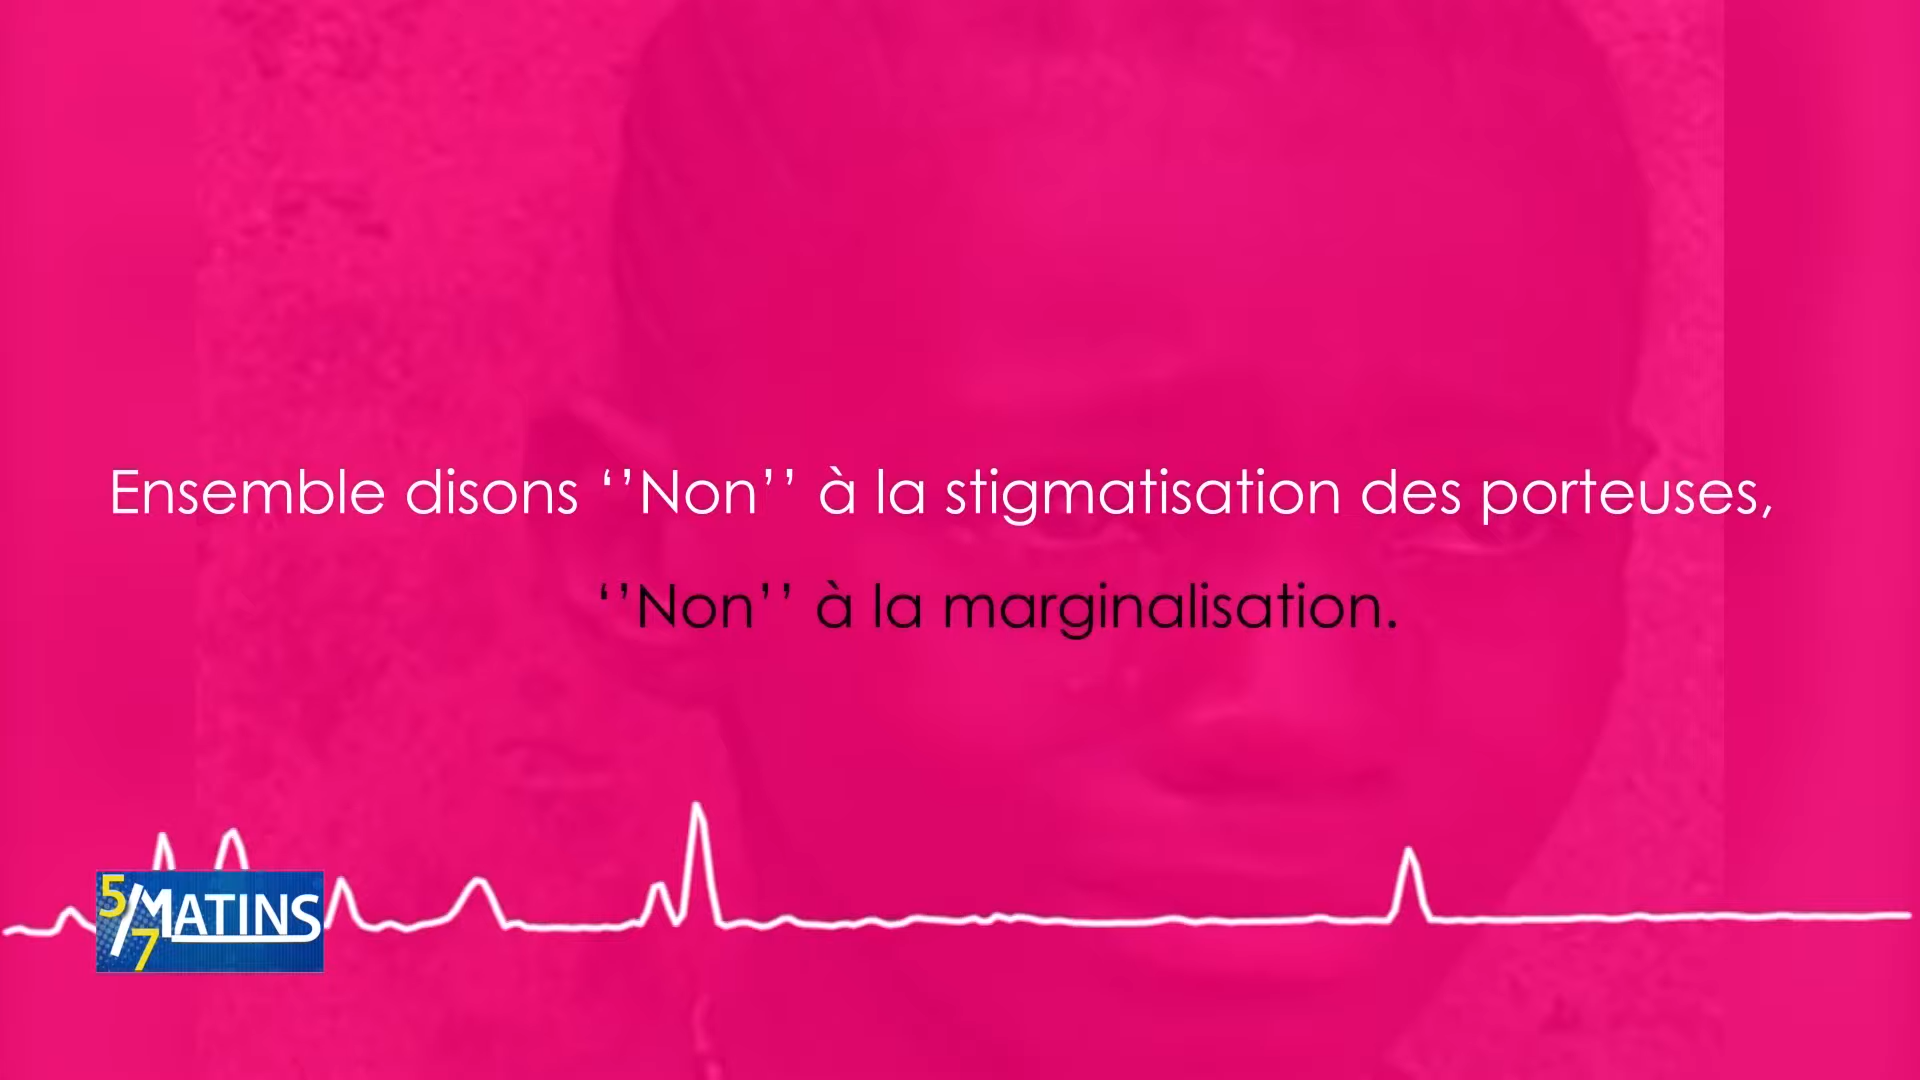 Ensemble disons ‘’Non’’ à la stigmatisation des porteuses,
‘’Non’’ à la marginalisation.
5/7 MATINS